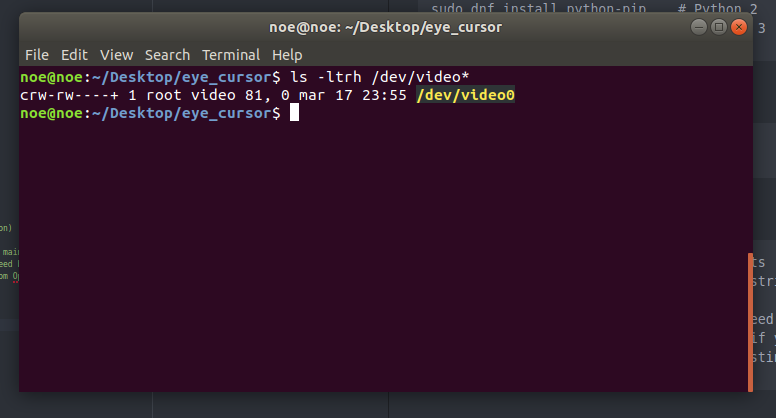 sudo dnf install python-pip    # Python 2
noe@noe: ~/Desktop/eye_cursor
3
File Edit View Search Terminal Help
noe@noe:~/Desktop/eye_cursor$ ls -ltrh /dev/video*
crw-rw----+ 1 root video 81, 0 mar 17 23:55 /dev/video0
noe@noe:~/Desktop/eye_cursor$
on)
main
eed
om Op
ts
stri
eed
if y
stin